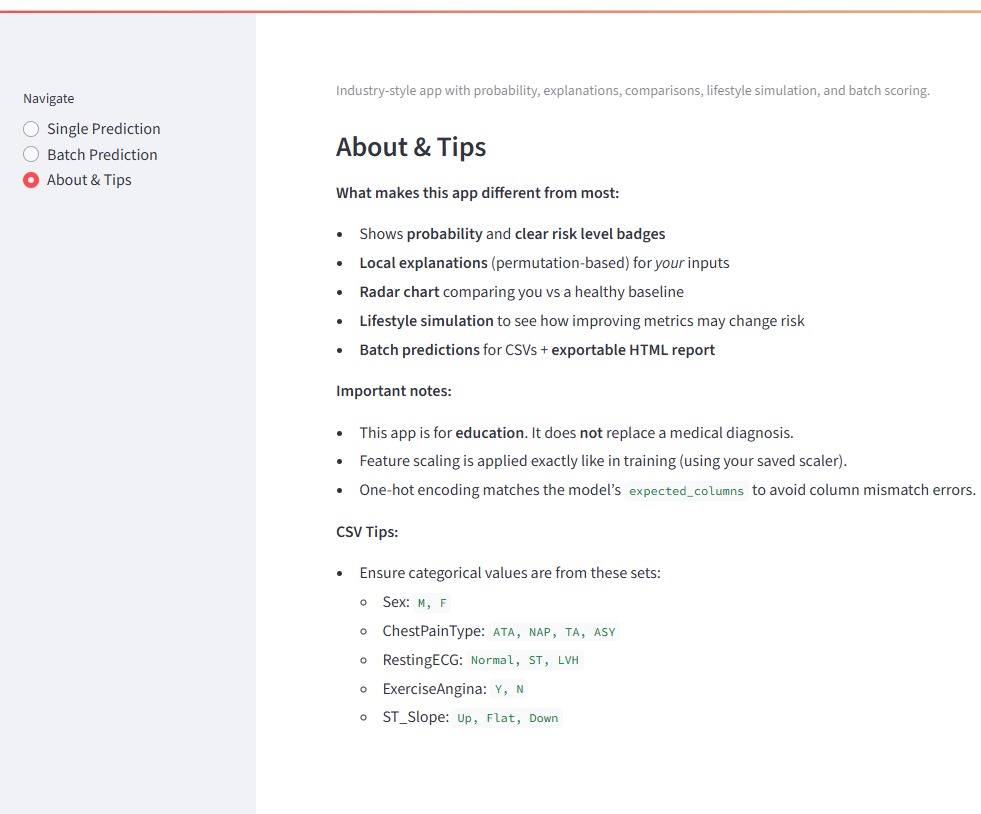 Navigate
Single Prediction
Batch Prediction
About & Tips
Industry-style app with probability, explanations, comparisons, lifestyle simulation, and batch scoring.
About & Tips
What makes this app different from most:
Shows probability and clear risk level badges
Local explanations (permutation-based) for your inputs
Radar chart comparing you vs a healthy baseline
Lifestyle simulation to see how improving metrics may change risk
Batch predictions for CSVs + exportable HTML report
Important notes:
This app is for education. It does not replace a medical diagnosis.
Feature scaling is applied exactly like in training (using your saved scaler).
One-hot encoding matches the model’s expected_columns to avoid column mismatch errors.
CSV Tips:
Ensure categorical values are from these sets:
Sex: M, F
ChestPainType: ATA, NAP, TA, ASY
RestingECG: Normal, ST, LVH
ExerciseAngina: Y, N
ST_Slope: Up, Flat, Down